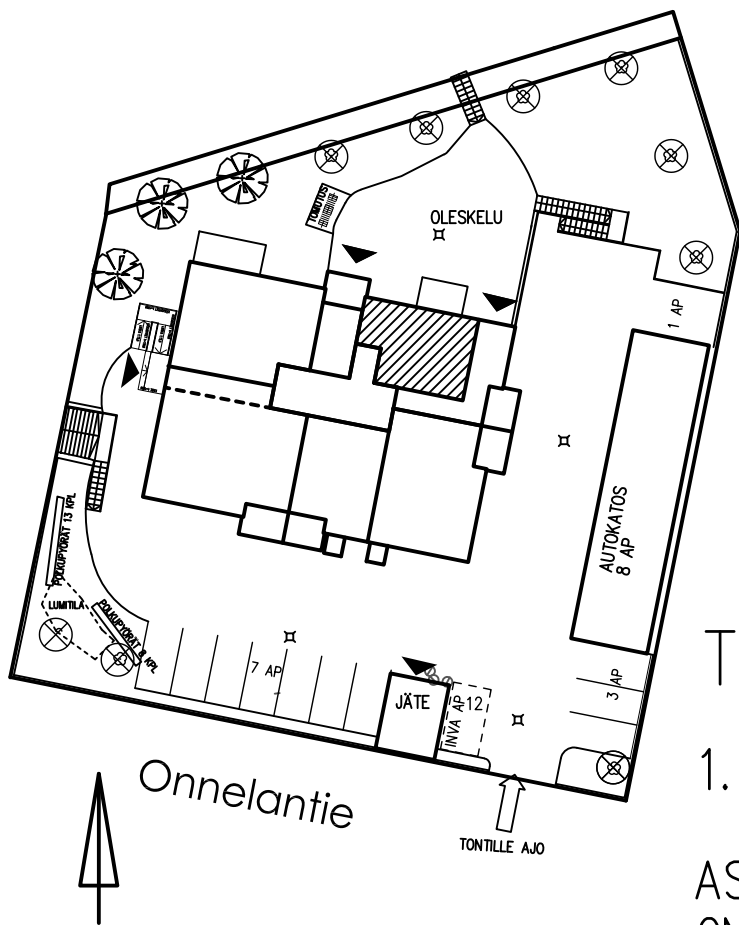 TOMUTUS
OLESKELU
1 AP
AUTOKATOS
8 AP
POLKUPYÖRÄT 13 KPL
LUMITILA
POLKUPYÖRÄT 8 KPL
7 AP
JÄTE
INVA AP 12
3 AP
Onnelantie
TONTILLE AJO
T
1.
AS